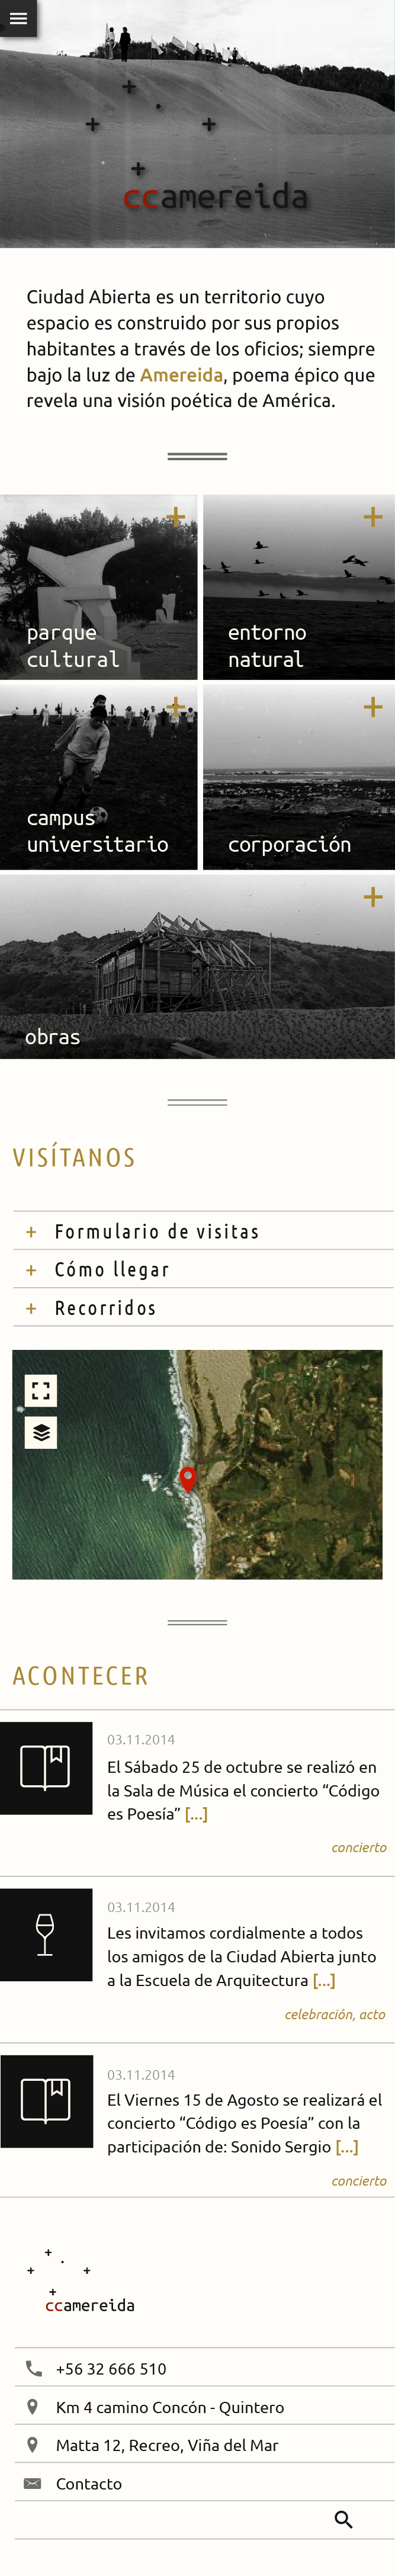 ccamereida
Ciudad Abierta es un territorio cuyo
espacio es construido por sus propios
habitantes a través de los oficios; siempre
bajo la luz de Amereida, poema épico que
revela una visión poética de América.
parque
cultural
entorno
natural
campus
universitario
corporación
obras
VISÍTANOS
+ Formulario de visitas
+ Cómo llegar
+ Recorridos
ACONTECER
03.11.2014
El Sábado 25 de octubre se realizó en
la Sala de Música el concierto “Código
es Poesía” [...]
concierto
03.11.2014
Les invitamos cordialmente a todos
los amigos de la Ciudad Abierta junto
a la Escuela de Arquitectura [...]
celebración, acto
03.11.2014
El Viernes 15 de Agosto se realizará el
concierto “Código es Poesía” con la
participación de: Sonido Sergio [...]
concierto
ccamereida
+56 32 666 510
Km 4 camino Concón - Quintero
Matta 12, Recreo, Viña del Mar
Contacto